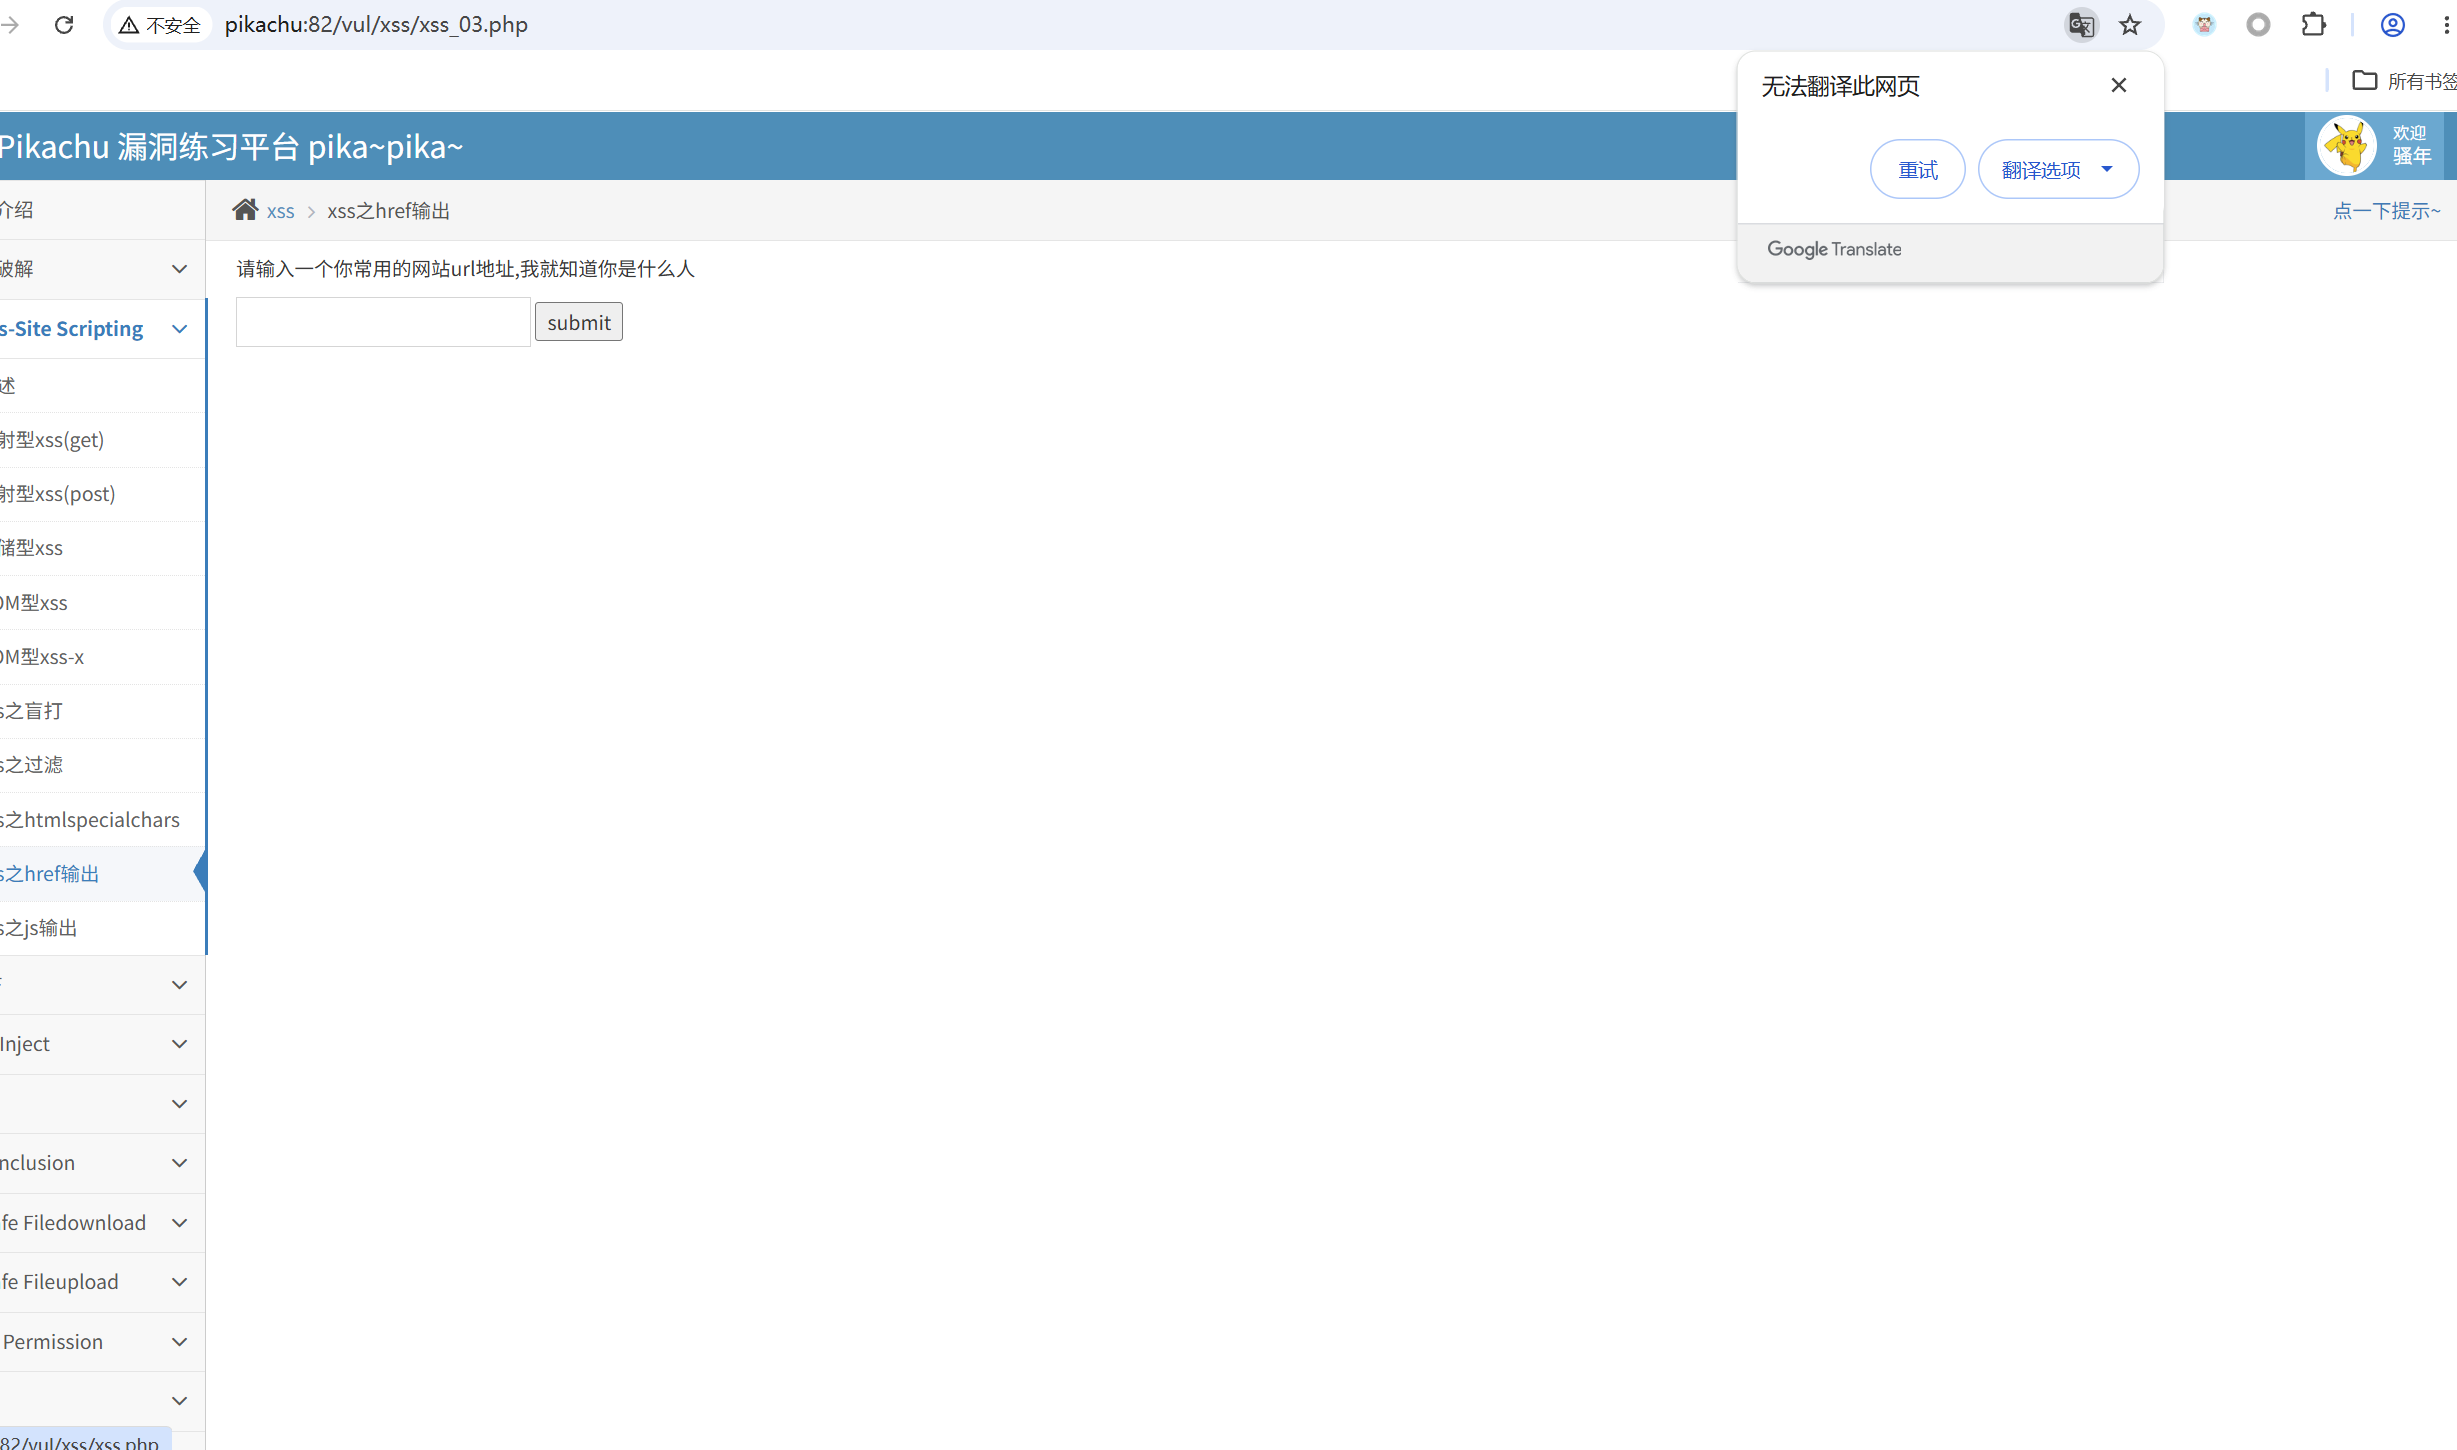 不安全 pikachu:82/vul/xss/xss_03.php
所有书签
无法翻译此网页
重试 翻译选项
Google Translate
Pikachu 漏洞练习平台 pika~pika~
欢迎
骚年
xss xss之href输出
点一下提示~
请输入一个你常用的网站url地址,我就知道你是什么人
submit
介绍
破解
s-Site Scripting
述
射型xss(get)
射型xss(post)
储型xss
OM型xss
OM型xss-x
s之盲打
s之过滤
s之htmlspecialchars
s之href输出
s之js输出
Inject
nclusion
fe Filedownload
fe Fileupload
Permission
82/vul/xss/xss.php